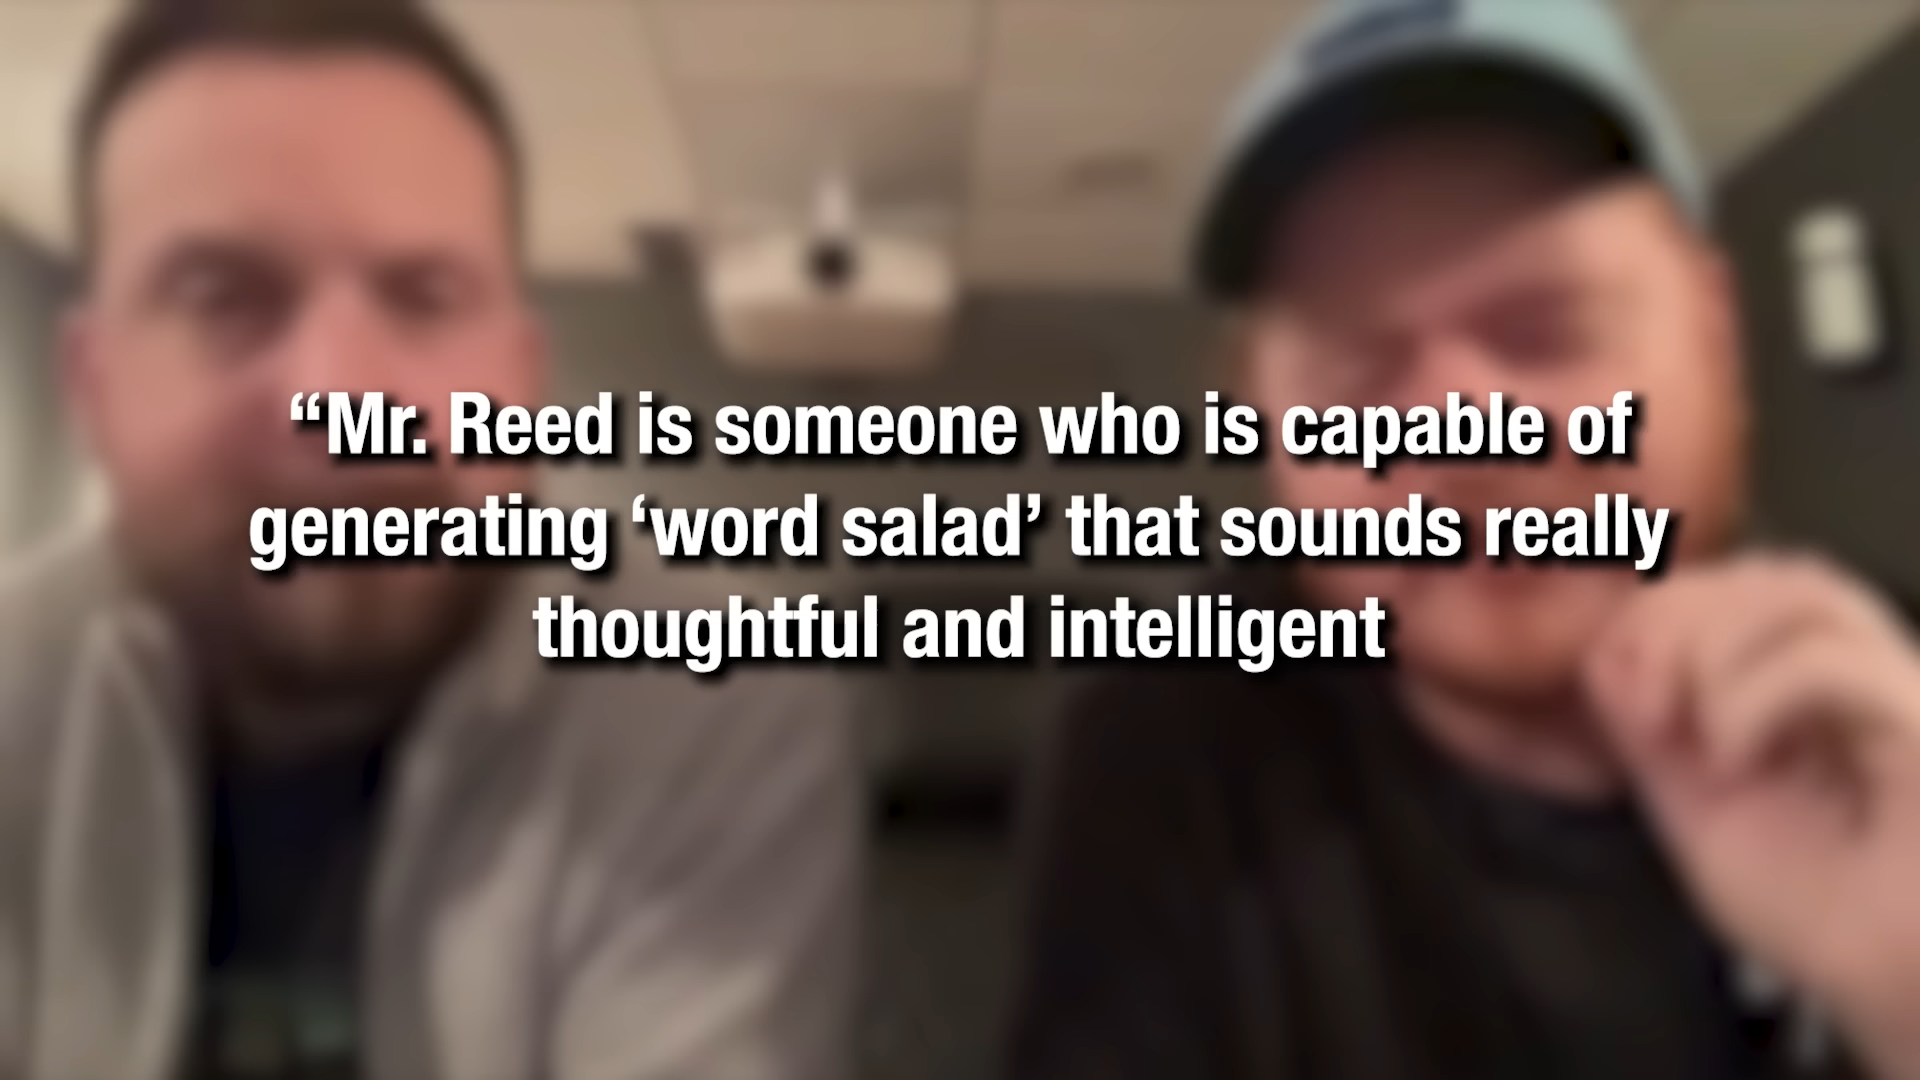 “Mr. Reed is someone who is capable of
generating ‘word salad’ that sounds really
thoughtful and intelligent